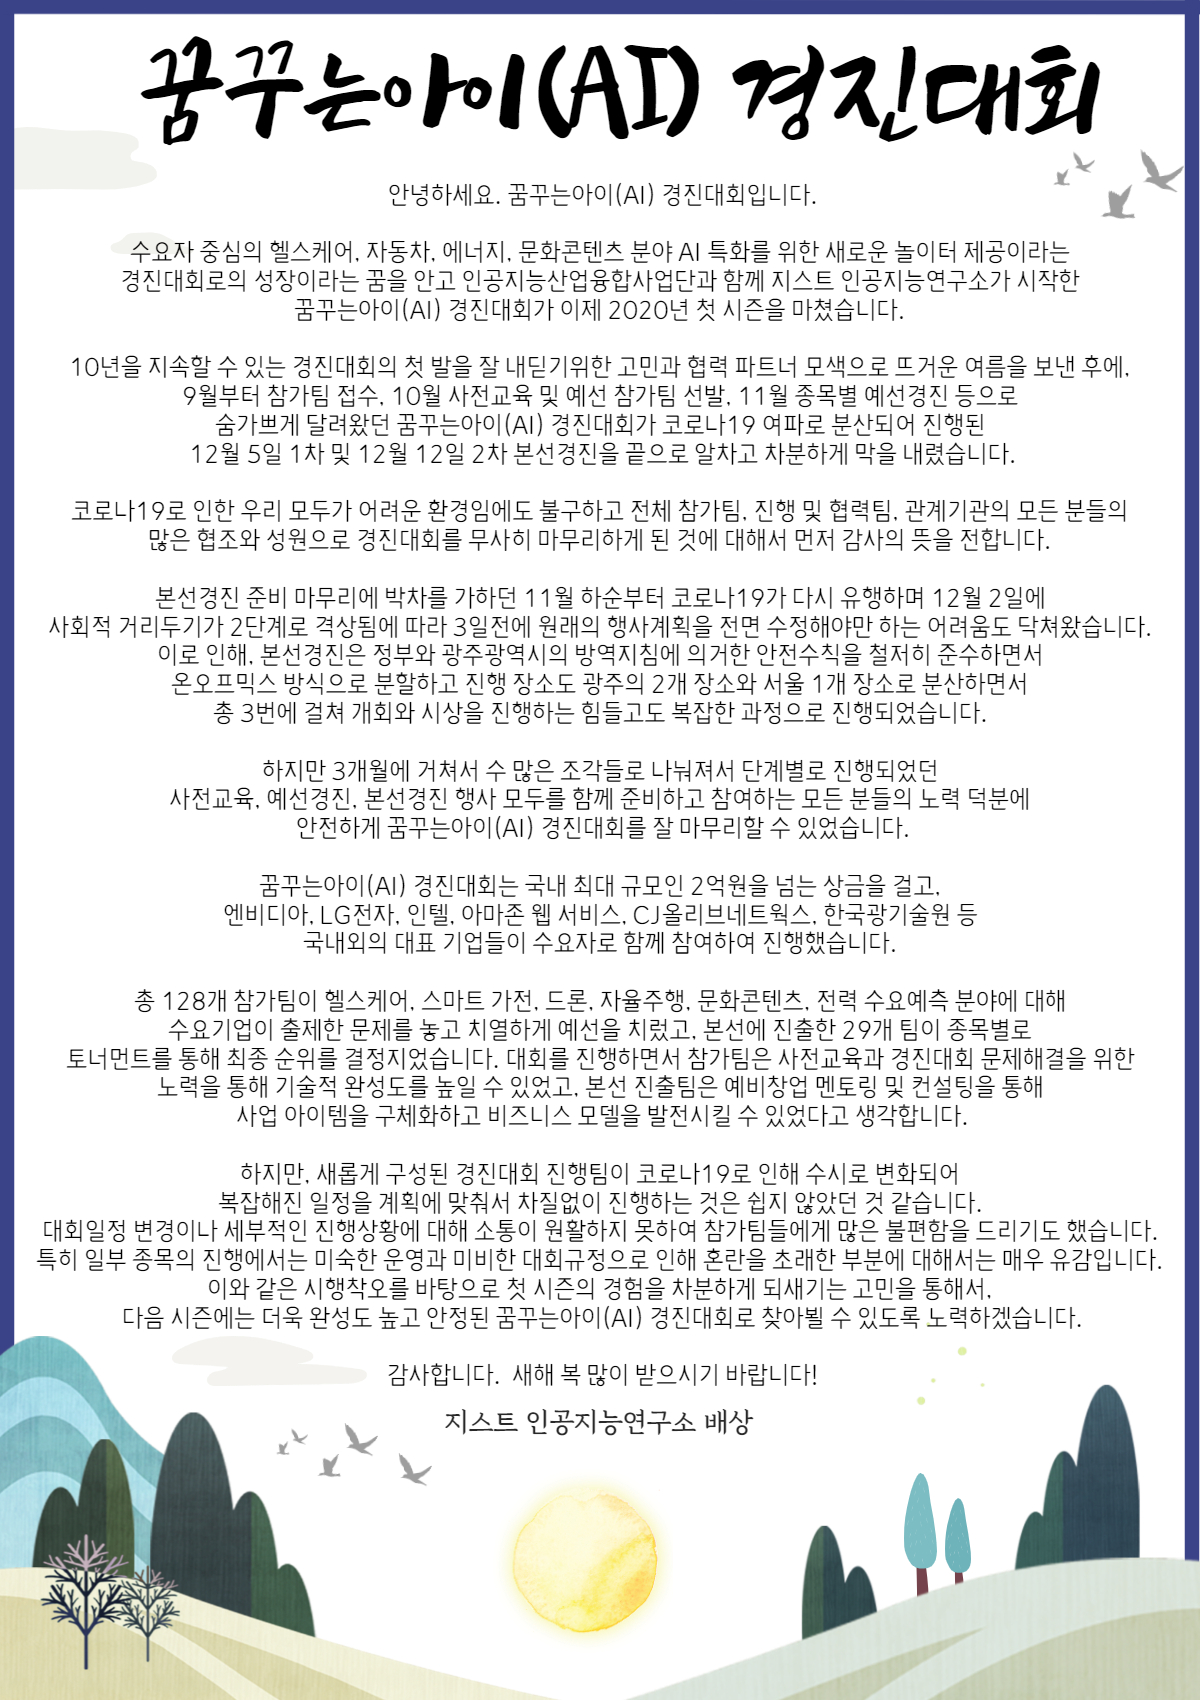 꿈꾸는아이(AI) 경진대회
안녕하세요. 꿈꾸는아이(AI) 경진대회입니다.
수요자 중심의 헬스케어, 자동차, 에너지, 문화콘텐츠 분야 AI 특화를 위한 새로운 놀이터 제공이라는
경진대회로의 성장이라는 꿈을 안고 인공지능산업융합사업단과 함께 지스트 인공지능연구소가 시작한
꿈꾸는아이(AI) 경진대회가 이제 2020년 첫 시즌을 마쳤습니다.
10년을 지속할 수 있는 경진대회의 첫 발을 잘 내딛기위한 고민과 협력 파트너 모색으로 뜨거운 여름을 보낸 후에,
9월부터 참가팀 접수, 10월 사전교육 및 예선 참가팀 선발, 11월 종목별 예선경진 등으로
숨가쁘게 달려왔던 꿈꾸는아이(AI) 경진대회가 코로나19 여파로 분산되어 진행된
12월 5일 1차 및 12월 12일 2차 본선경진을 끝으로 알차고 차분하게 막을 내렸습니다.
코로나19로 인한 우리 모두가 어려운 환경임에도 불구하고 전체 참가팀, 진행 및 협력팀, 관계기관의 모든 분들의
많은 협조와 성원으로 경진대회를 무사히 마무리하게 된 것에 대해서 먼저 감사의 뜻을 전합니다.
본선경진 준비 마무리에 박차를 가하던 11월 하순부터 코로나19가 다시 유행하며 12월 2일에
사회적 거리두기가 2단계로 격상됨에 따라 3일전에 원래의 행사계획을 전면 수정해야만 하는 어려움도 닥쳐왔습니다.
이로 인해, 본선경진은 정부와 광주광역시의 방역지침에 의거한 안전수칙을 철저히 준수하면서
온오프믹스 방식으로 분할하고 진행 장소도 광주의 2개 장소와 서울 1개 장소로 분산하면서
총 3번에 걸쳐 개회와 시상을 진행하는 힘들고도 복잡한 과정으로 진행되었습니다.
하지만 3개월에 거쳐서 수 많은 조각들로 나눠져서 단계별로 진행되었던
사전교육, 예선경진, 본선경진 행사 모두를 함께 준비하고 참여하는 모든 분들의 노력 덕분에
안전하게 꿈꾸는아이(AI) 경진대회를 잘 마무리할 수 있었습니다.
꿈꾸는아이(AI) 경진대회는 국내 최대 규모인 2억원을 넘는 상금을 걸고,
엔비디아, LG전자, 인텔, 아마존 웹 서비스, CJ올리브네트웍스, 한국광기술원 등
국내외의 대표 기업들이 수요자로 함께 참여하여 진행했습니다.
총 128개 참가팀이 헬스케어, 스마트 가전, 드론, 자율주행, 문화콘텐츠, 전력 수요예측 분야에 대해
수요기업이 출제한 문제를 놓고 치열하게 예선을 치렀고, 본선에 진출한 29개 팀이 종목별로
토너먼트를 통해 최종 순위를 결정지었습니다. 대회를 진행하면서 참가팀은 사전교육과 경진대회 문제해결을 위한
노력을 통해 기술적 완성도를 높일 수 있었고, 본선 진출팀은 예비창업 멘토링 및 컨설팅을 통해
사업 아이템을 구체화하고 비즈니스 모델을 발전시킬 수 있었다고 생각합니다.
하지만, 새롭게 구성된 경진대회 진행팀이 코로나19로 인해 수시로 변화되어
복잡해진 일정을 계획에 맞춰서 차질없이 진행하는 것은 쉽지 않았던 것 같습니다.
대회일정 변경이나 세부적인 진행상황에 대해 소통이 원활하지 못하여 참가팀들에게 많은 불편함을 드리기도 했습니다.
특히 일부 종목의 진행에서는 미숙한 운영과 미비한 대회규정으로 인해 혼란을 초래한 부분에 대해서는 매우 유감입니다.
이와 같은 시행착오를 바탕으로 첫 시즌의 경험을 차분하게 되새기는 고민을 통해서,
다음 시즌에는 더욱 완성도 높고 안정된 꿈꾸는아이(AI) 경진대회로 찾아뵐 수 있도록 노력하겠습니다.
감사합니다. 새해 복 많이 받으시기 바랍니다!
지스트 인공지능연구소 배상